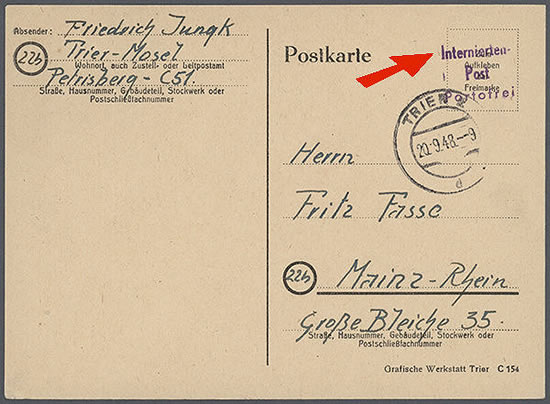 Absender: Friedrich Jungk
22b Trier-Mosel
Wohnort, auch Zustell- oder Leitpostamt
Petrisberg-C51.
Straße, Hausnummer, Gebäudeteil, Stockwerk oder
Postschließfachnummer
Postkarte
Internierten-
Post
Aufkleben
Freimarke
Portofrei
TRIER
20.9.48.-9
d
Herrn
Fritz Fasse
22b
Mainz-Rhein
Große Bleiche 35.
Straße, Hausnummer, Gebäudeteil, Stockwerk oder
Postschließfachnummer
Grafische Werkstatt Trier C 154